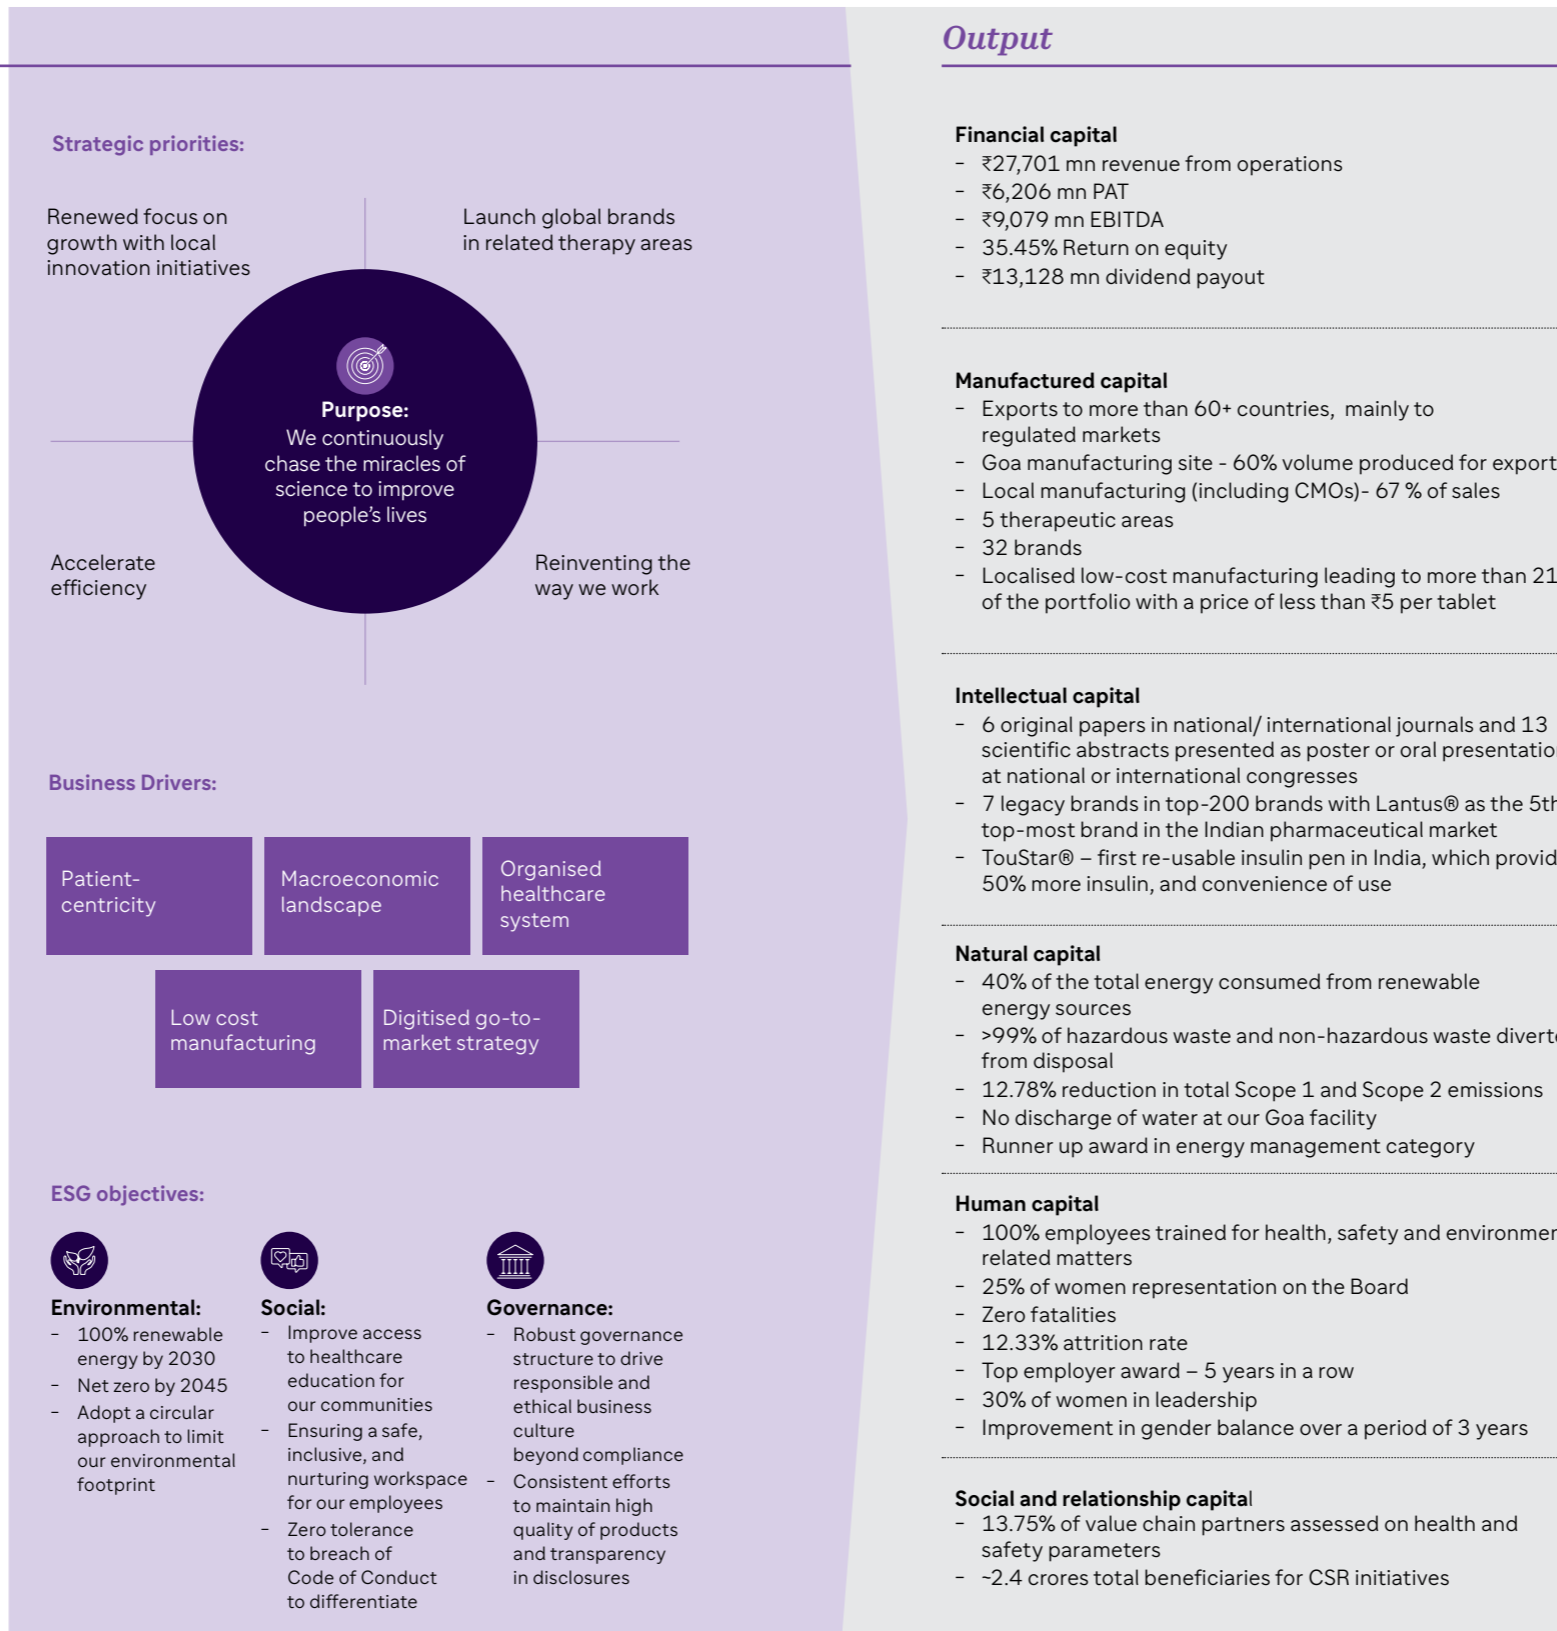 Strategic priorities:
Renewed focus on
growth with local
innovation initiatives
Launch global brands
in related therapy areas
Purpose:
We continuously
chase the miracles of
science to improve
people's lives
Accelerate
efficiency
Reinventing the
way we work
Business Drivers:
Patient-
centricity
Macroeconomic
landscape
Organised
healthcare
system
Low cost
manufacturing
Digitised go-to-
market strategy
ESG objectives:
Environmental:
- 100% renewable
energy by 2030
- Net zero by 2045
- Adopt a circular
approach to limit
our environmental
footprint
Social:
- Improve access
to healthcare
education for
our communities
- Ensuring a safe,
inclusive, and
nurturing workspace
for our employees
- Zero tolerance
to breach of
Code of Conduct
to differentiate
Governance:
- Robust governance
structure to drive
responsible and
ethical business
culture
beyond compliance
- Consistent efforts
to maintain high
quality of products
and transparency
in disclosures
Output
Financial capital
- ₹27,701 mn revenue from operations
- ₹6,206 mn PAT
- ₹9,079 mn EBITDA
- 35.45% Return on equity
- ₹13,128 mn dividend payout
Manufactured capital
- Exports to more than 60+ countries, mainly to
regulated markets
- Goa manufacturing site - 60% volume produced for export
- Local manufacturing (including CMOs)- 67 % of sales
- 5 therapeutic areas
- 32 brands
- Localised low-cost manufacturing leading to more than 21
of the portfolio with a price of less than ₹5 per tablet
Intellectual capital
- 6 original papers in national/ international journals and 13
scientific abstracts presented as poster or oral
at national or international congresses
- 7 legacy brands in top-200 brands with Lantus® as the
top-most brand in the Indian pharmaceutical market
- TouStar® – first re-usable insulin pen in India, which
50% more insulin, and convenience of use
Natural capital
- 40% of the total energy consumed from renewable
energy sources
- >99% of hazardous waste and non-hazardous waste
from disposal
- 12.78% reduction in total Scope 1 and Scope 2 emissions
- No discharge of water at our Goa facility
- Runner up award in energy management category
Human capital
- 100% employees trained for health, safety and
related matters
- 25% of women representation on the Board
- Zero fatalities
- 12.33% attrition rate
- Top employer award – 5 years in a row
- 30% of women in leadership
- Improvement in gender balance over a period of 3 years
Social and relationship capital
- 13.75% of value chain partners assessed on health and
safety parameters
- ~2.4 crores total beneficiaries for CSR initiatives